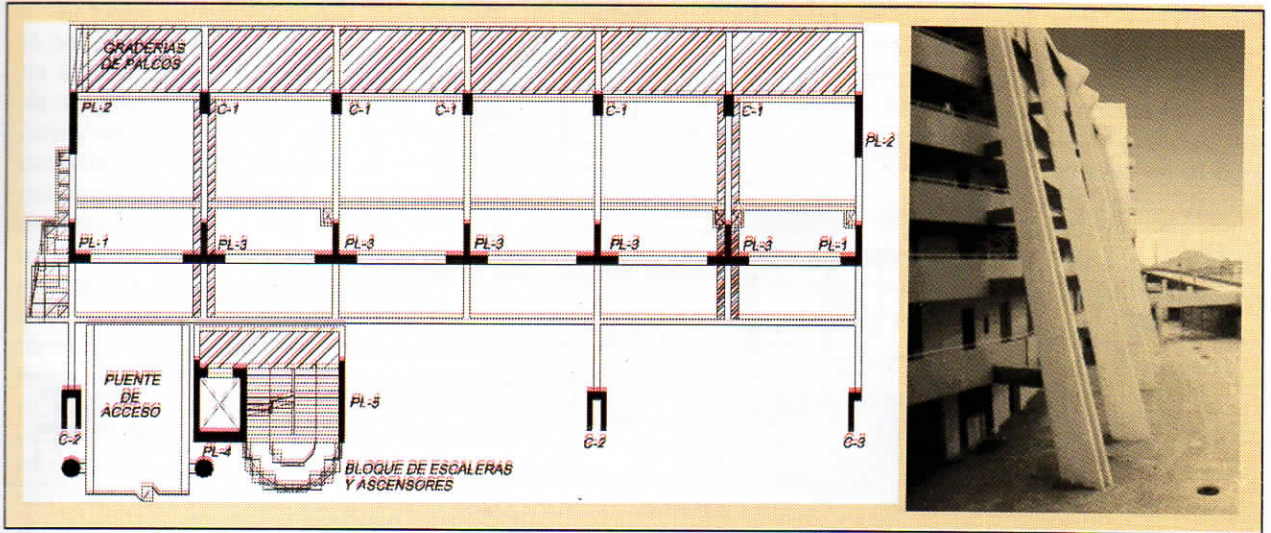 GRADERIAS
DE PALCOS
PL-2
C-1
C-1
C-1
C-1
C-1
PL-2
PL-1
PL-3
PL-3
PL-3
PL-3
PL-3
PL-1
PUENTE
DE
ACCESO
PL-5
C-2
PL-4
C-2
C-3
BLOQUE DE ESCALERAS
Y ASCENSORES